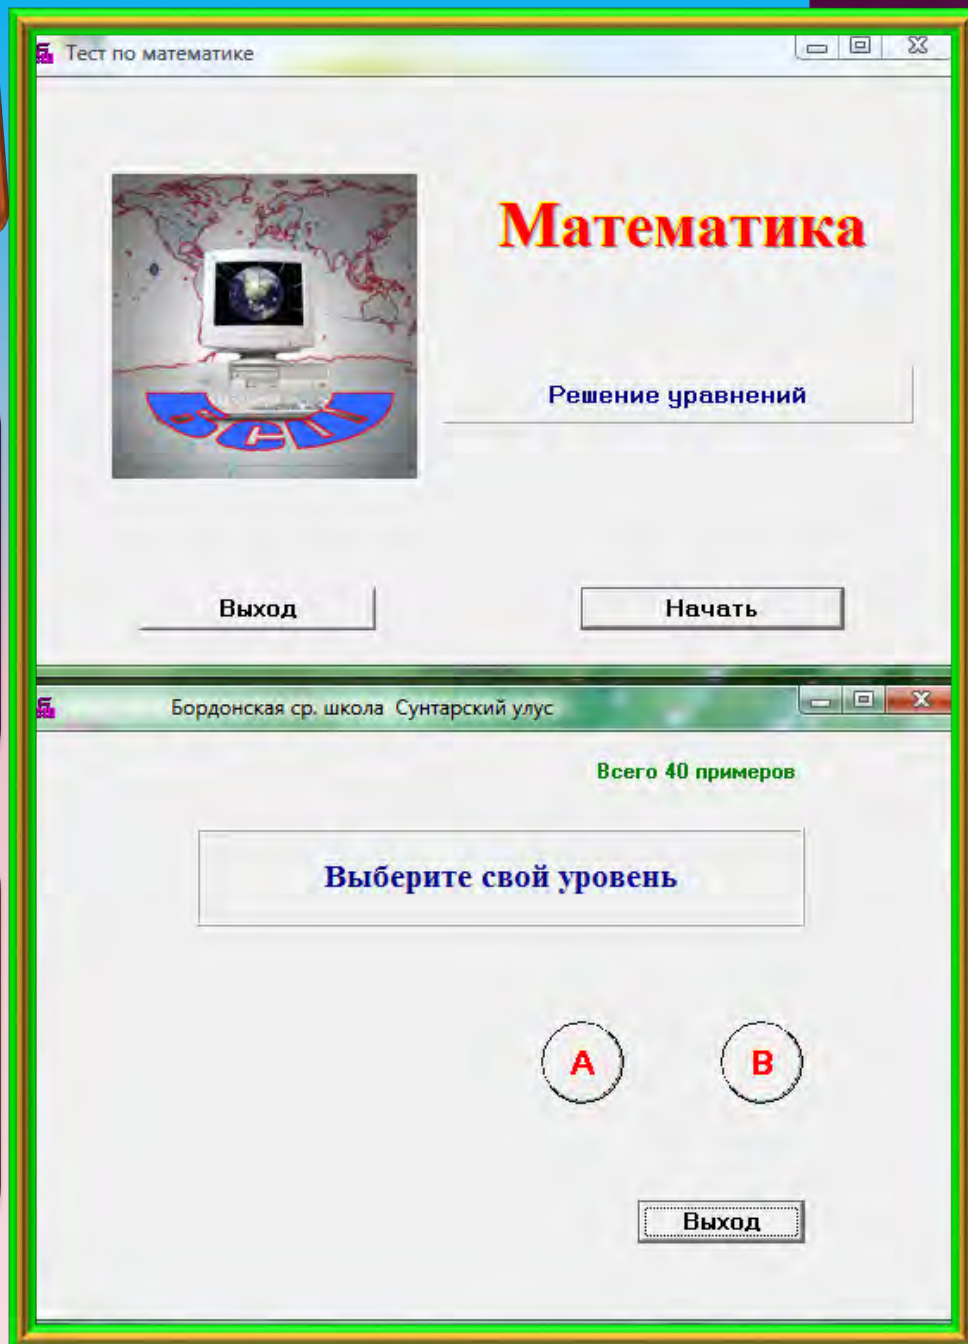 Тест по математике
Математика
БСШ
Решение уравнений
Выход
Начать
Бордонская ср. школа Сунтарский улус
Всего 40 примеров
Выберите свой уровень
A
B
Выход